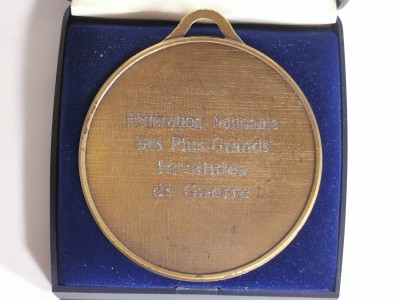 Fédération Nationale
Des Plus Grands
Invalides
de Guerre